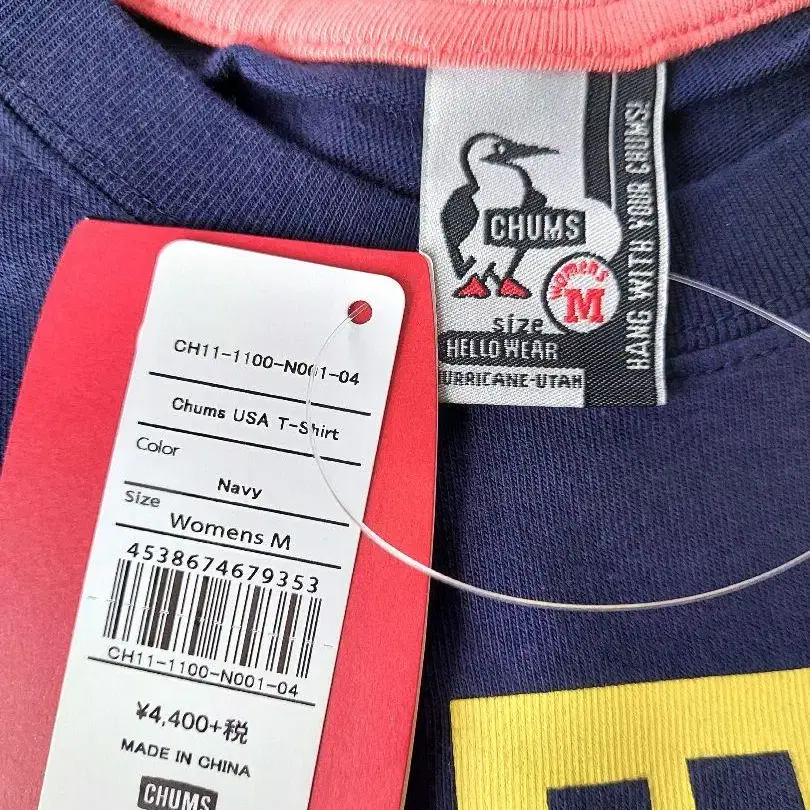 CHUMS
womens
M
size
HELLO WEAR
HURRICANE-UTAH
HANG WITH YOUR CHUMS!
CH11-1100-N001-04
Chums USA T-Shirt
Color
Navy
Size
Womens M
4538674679353
CH11-1100-N001-04
¥4,400+税
MADE IN CHINA
CHUMS